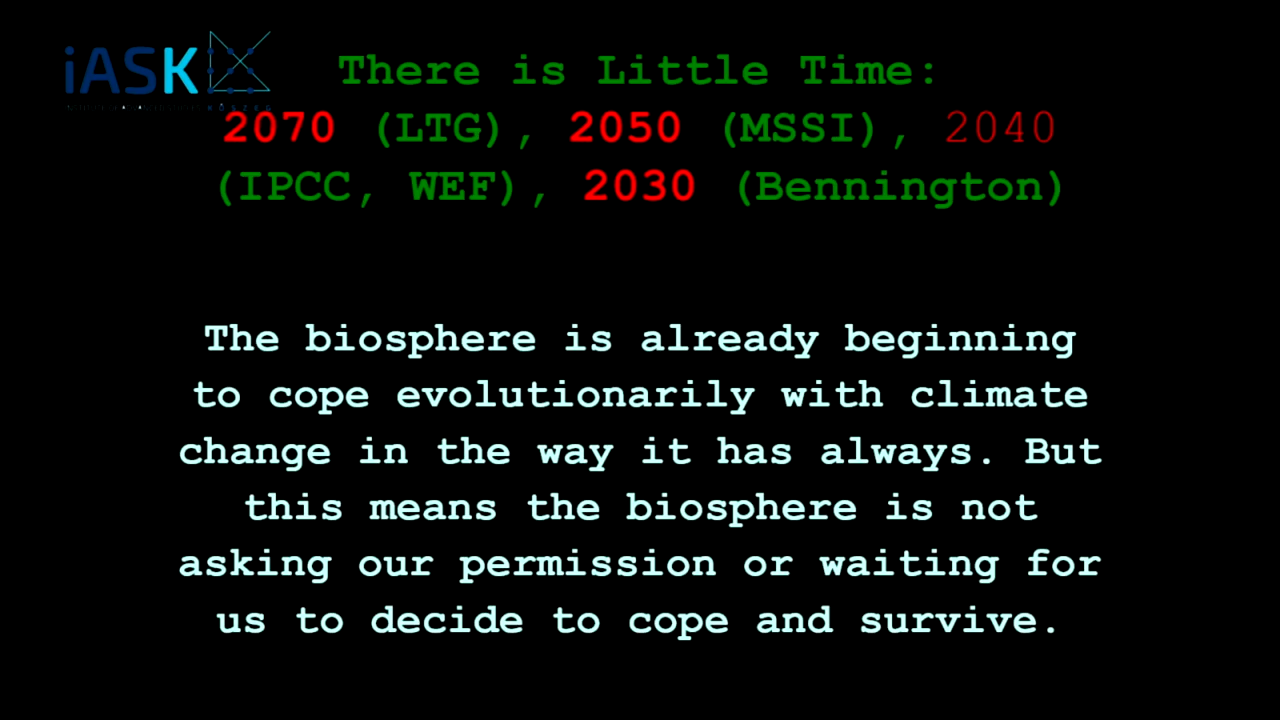 iASK
There is Little Time:
KŐSZEG
2070 (LTG), 2050 (MSSI), 2040
(IPCC, WEF), 2030 (Bennington)
The biosphere is already beginning
to cope evolutionarily with climate
change in the way it has always. But
this means the biosphere is not
asking our permission or waiting for
us to decide to cope and survive.